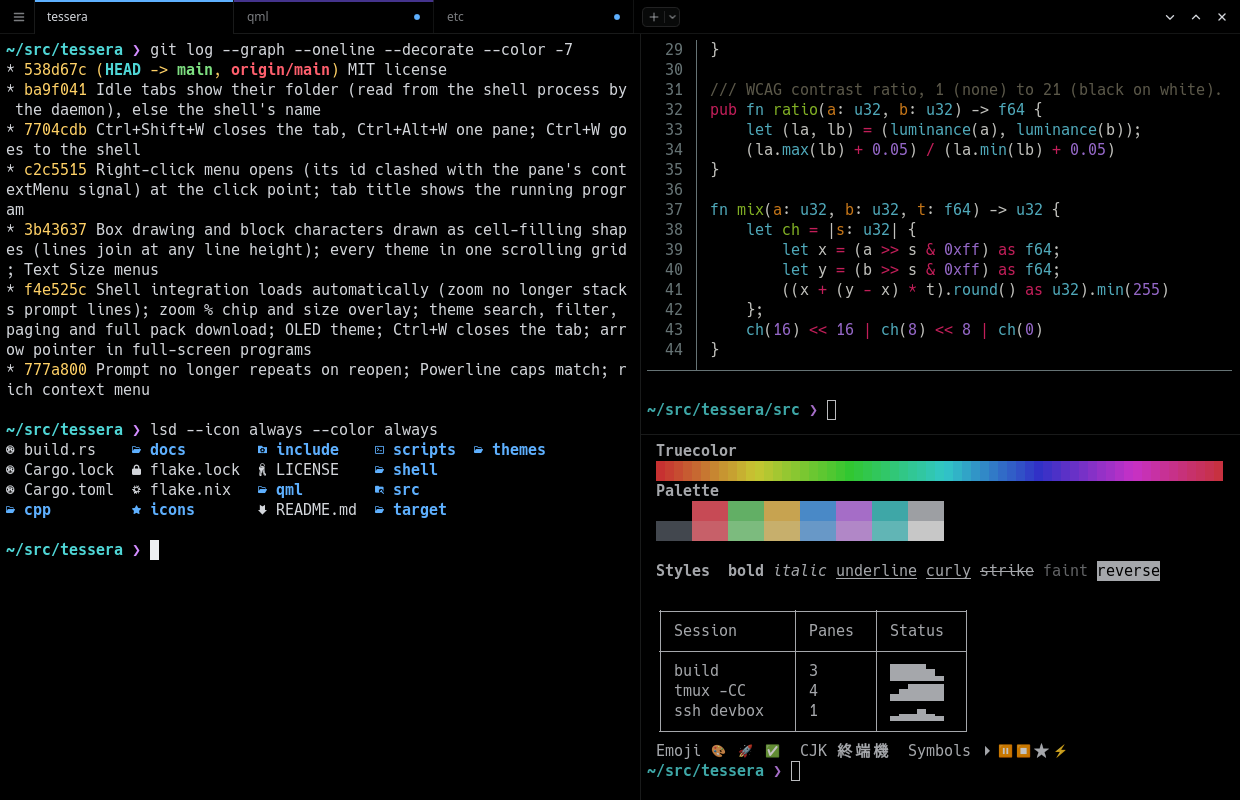 tessera
qml
etc
~/src/tessera ❯ git log --graph --oneline --decorate --color -7
* 538d67c (HEAD -> main, origin/main) MIT license
* ba9f041 Idle tabs show their folder (read from the shell process by
 the daemon), else the shell's name
* 7704cdb Ctrl+Shift+W closes the tab, Ctrl+Alt+W one pane; Ctrl+W go
es to the shell
* c2c5515 Right-click menu opens (its id clashed with the pane's cont
extMenu signal) at the click point; tab title shows the running progr
am
* 3b43637 Box drawing and block characters drawn as cell-filling shap
es (lines join at any line height); every theme in one scrolling grid
; Text Size menus
* f4e525c Shell integration loads automatically (zoom no longer stack
s prompt lines); zoom % chip and size overlay; theme search, filter,
paging and full pack download; OLED theme; Ctrl+W closes the tab; arr
ow pointer in full-screen programs
* 777a800 Prompt no longer repeats on reopen; Powerline caps match; r
ich context menu
~/src/tessera ❯ lsd --icon always --color always
build.rs docs include scripts themes
Cargo.lock flake.lock LICENSE shell
Cargo.toml flake.nix qml src
cpp icons README.md target
~/src/tessera ❯
29 }
30
31 /// WCAG contrast ratio, 1 (none) to 21 (black on white).
32 pub fn ratio(a: u32, b: u32) -> f64 {
33     let (la, lb) = (luminance(a), luminance(b));
34     (la.max(lb) + 0.05) / (la.min(lb) + 0.05)
35 }
36
37 fn mix(a: u32, b: u32, t: f64) -> u32 {
38     let ch = |s: u32| {
39         let x = (a >> s & 0xff) as f64;
40         let y = (b >> s & 0xff) as f64;
41         ((x + (y - x) * t).round() as u32).min(255)
42     };
43     ch(16) << 16 | ch(8) << 8 | ch(0)
44 }
~/src/tessera/src ❯
Truecolor
Palette
Styles bold italic underline curly strike faint reverse
Session Panes Status
build 3
tmux -CC 4
ssh devbox 1
Emoji 🎨 🚀 ✅ CJK 終端機 Symbols ⏵ ⏸⏹★⚡
~/src/tessera ❯